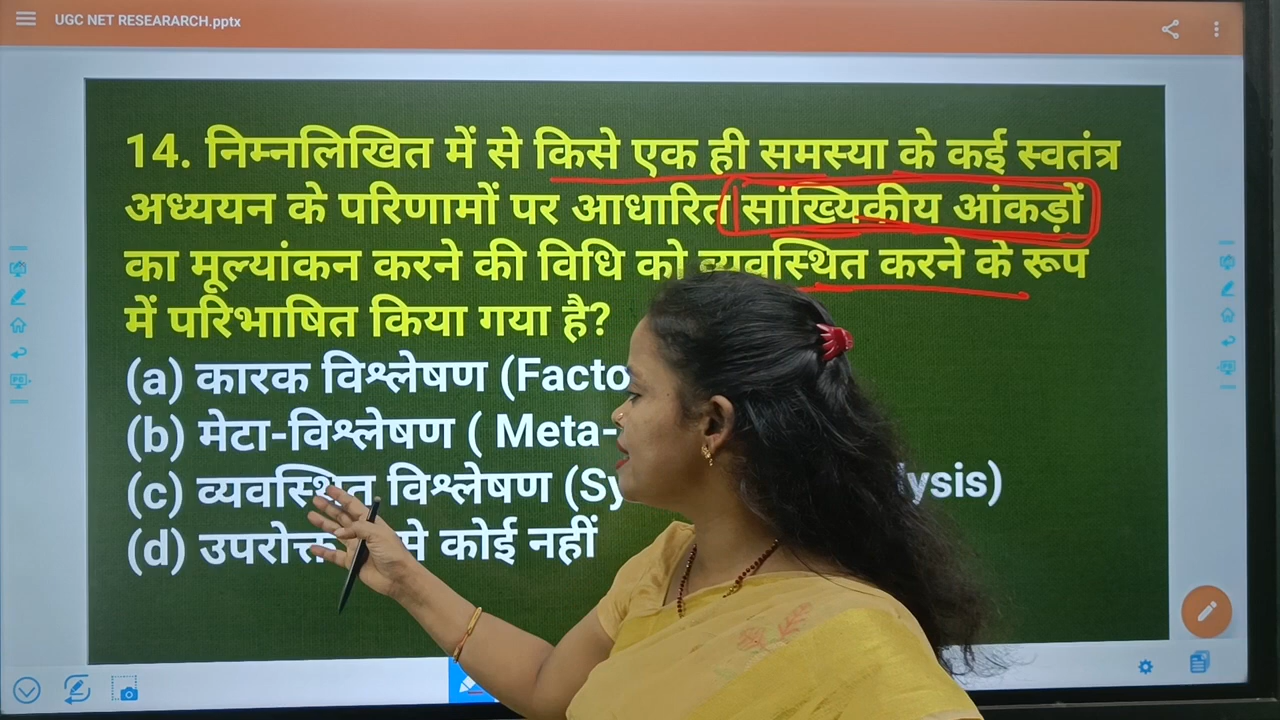 UGC NET RESEARARCH.pptx
14. निम्नलिखित में से किसे एक ही समस्या के कई स्वतंत्र
अध्ययन के परिणामों पर आधारित सांख्यिकीय आंकड़ों
का मूल्यांकन करने की विधि को व्यवस्थित करने के रूप
में परिभाषित किया गया है?
(a) कारक विश्लेषण (Facto
(b) मेटा-विश्लेषण ( Meta-
(c) व्यवस्थित विश्लेषण (Sy ysis)
(d) उपरोक्त से कोई नहीं